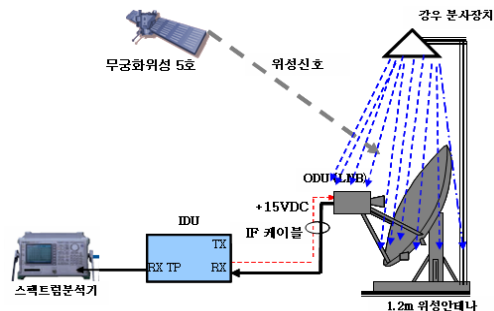 강우 분사장치
무궁화위성 5호
위성신호
ODU (LNB)
+15VDC
IDU
IF 케이블
TX
RX TP
RX
스펙트럼분석기
1.2m 위성안테나